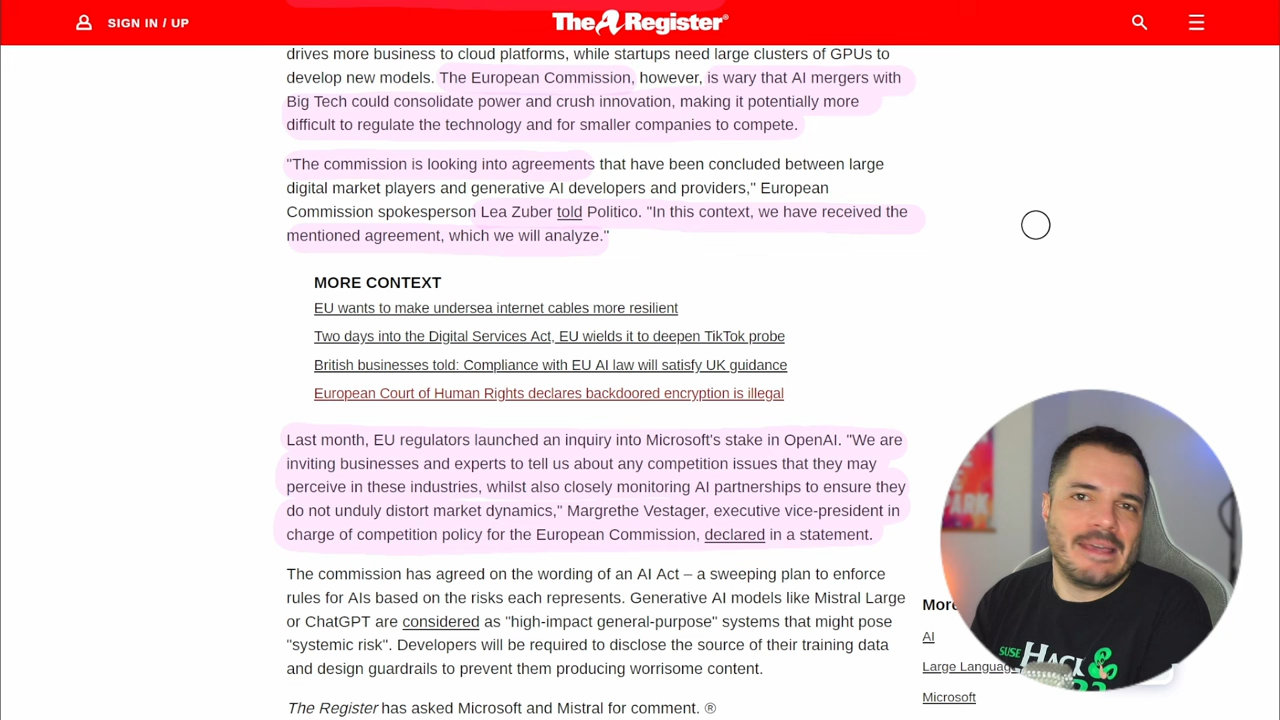 SIGN IN / UP
The Register®
drives more business to cloud platforms, while startups need large clusters of GPUs to
develop new models. The European Commission, however, is wary that AI mergers with
Big Tech could consolidate power and crush innovation, making it potentially more
difficult to regulate the technology and for smaller companies to compete.
"The commission is looking into agreements that have been concluded between large
digital market players and generative AI developers and providers," European
Commission spokesperson Lea Zuber told Politico. "In this context, we have received the
mentioned agreement, which we will analyze."
MORE CONTEXT
EU wants to make undersea internet cables more resilient
Two days into the Digital Services Act, EU wields it to deepen TikTok probe
British businesses told: Compliance with EU AI law will satisfy UK guidance
European Court of Human Rights declares backdoored encryption is illegal
Last month, EU regulators launched an inquiry into Microsoft's stake in OpenAI. "We are
inviting businesses and experts to tell us about any competition issues that they may
perceive in these industries, whilst also closely monitoring AI partnerships to ensure they
do not unduly distort market dynamics," Margrethe Vestager, executive vice-president in
charge of competition policy for the European Commission, declared in a statement.
The commission has agreed on the wording of an AI Act – a sweeping plan to enforce
rules for AIs based on the risks each represents. Generative AI models like Mistral Large
or ChatGPT are considered as "high-impact general-purpose" systems that might pose
"systemic risk". Developers will be required to disclose the source of their training data
and design guardrails to prevent them producing worrisome content.
The Register has asked Microsoft and Mistral for comment. ®
More
AI
Large Languag
Microsoft
SUSE
HACK